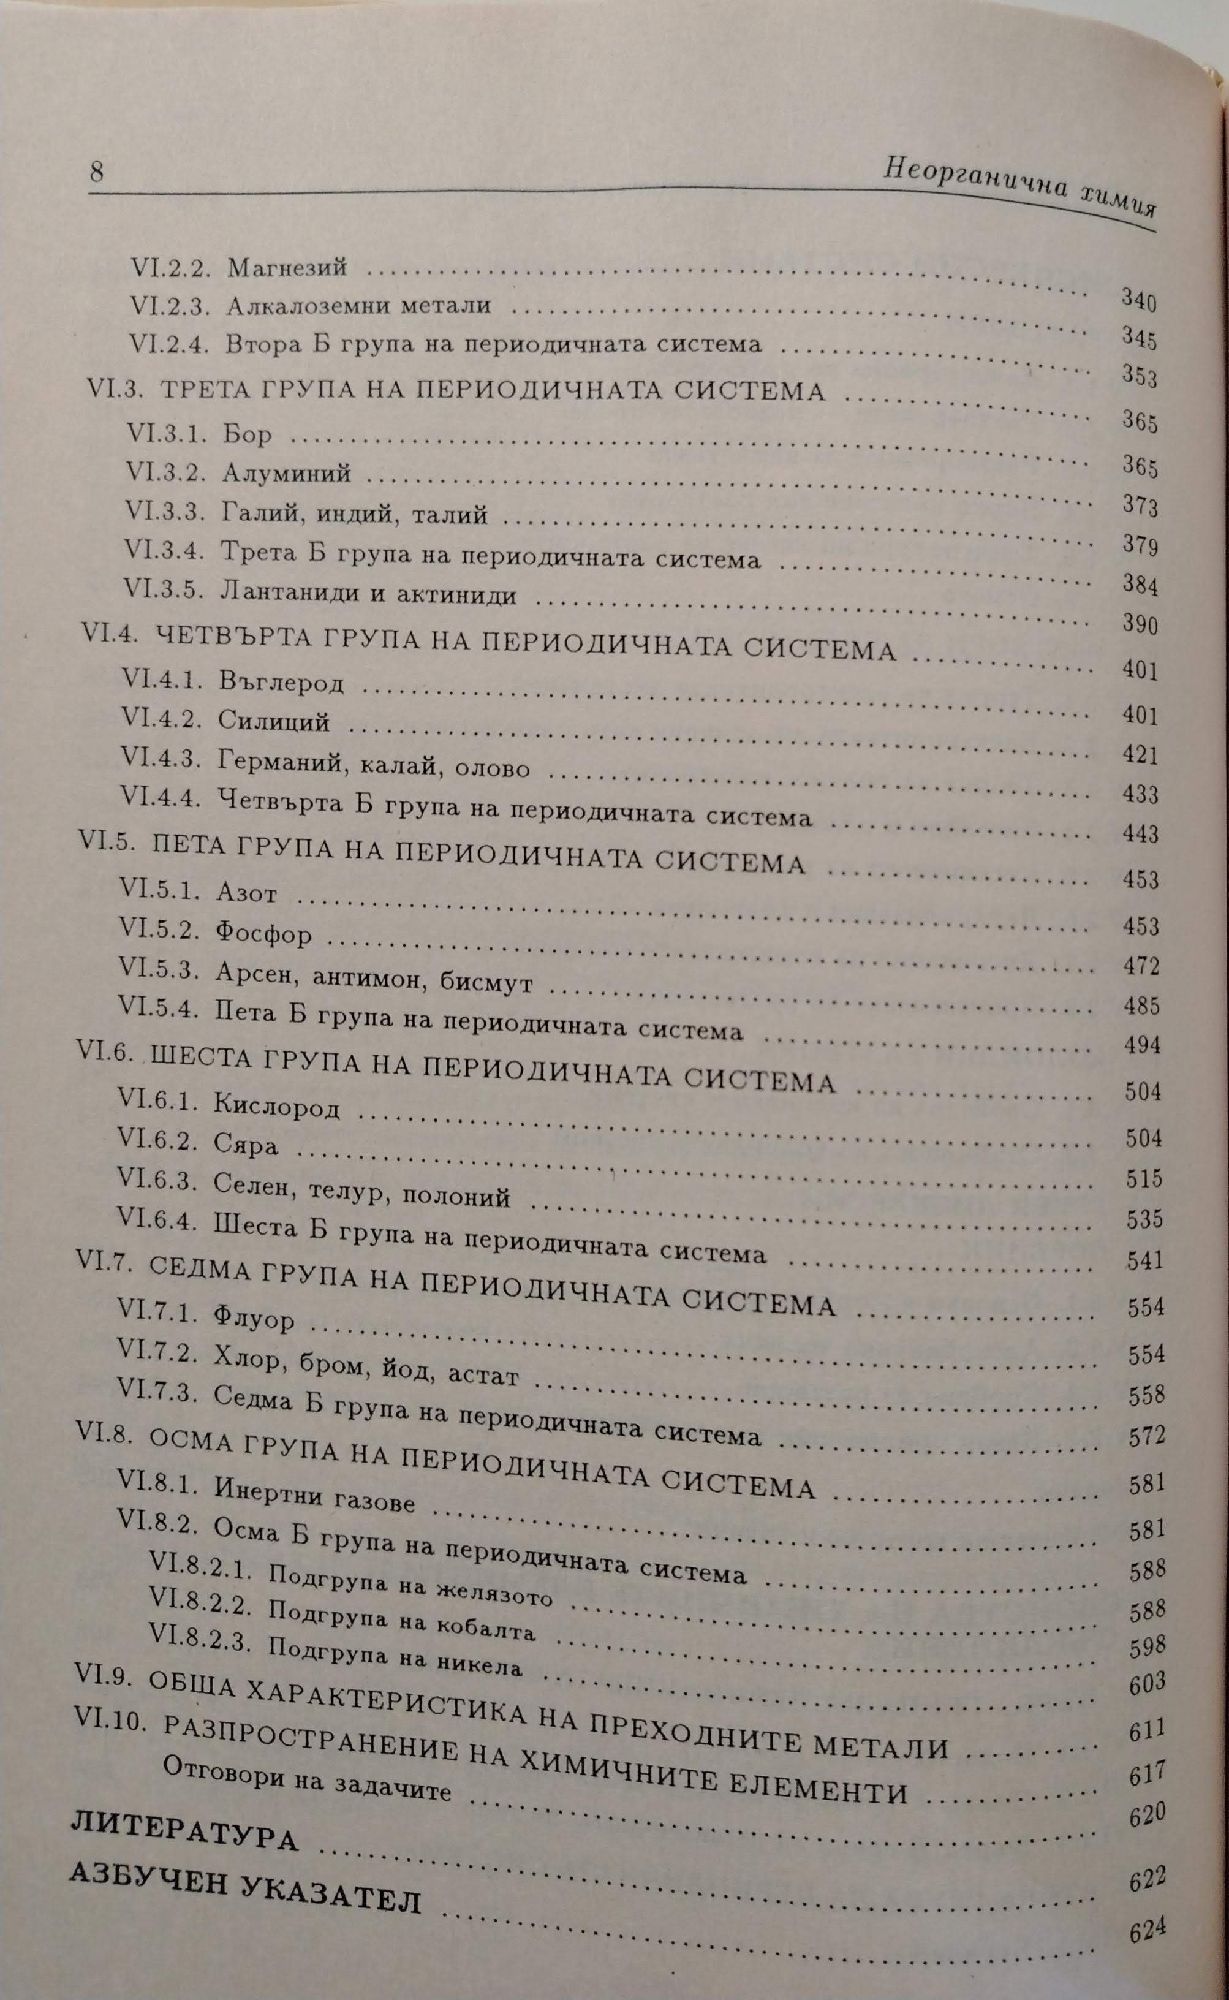 8 Неорганична химия
VI.2.2. Магнезий 340
VI.2.3. Алкалоземни метали 345
VI.2.4. Втора Б група на периодичната система 353
VI.3. ТРЕТА ГРУПА НА ПЕРИОДИЧНАТА СИСТЕМА 365
VI.3.1. Бор 365
VI.3.2. Алуминий 373
VI.3.3. Галий, индий, талий 379
VI.3.4. Трета Б група на периодичната система 384
VI.3.5. Лантаниди и актиниди 390
VI.4. ЧЕТВЪРТА ГРУПА НА ПЕРИОДИЧНАТА СИСТЕМА 401
VI.4.1. Въглерод 401
VI.4.2. Силиций 421
VI.4.3. Германий, калай, олово 433
VI.4.4. Четвърта Б група на периодичната система 443
VI.5. ПЕТА ГРУПА НА ПЕРИОДИЧНАТА СИСТЕМА 453
VI.5.1. Азот 453
VI.5.2. Фосфор 472
VI.5.3. Арсен, антимон, бисмут 485
VI.5.4. Пета Б група на периодичната система 494
VI.6. ШЕСТА ГРУПА НА ПЕРИОДИЧНАТА СИСТЕМА 504
VI.6.1. Кислород 504
VI.6.2. Сяра 515
VI.6.3. Селен, телур, полоний 535
VI.6.4. Шеста Б група на периодичната система 541
VI.7. СЕДМА ГРУПА НА ПЕРИОДИЧНАТА СИСТЕМА 554
VI.7.1. Флуор 554
VI.7.2. Хлор, бром, йод, астат 558
VI.7.3. Седма Б група на периодичната система 572
VI.8. ОСМА ГРУПА НА ПЕРИОДИЧНАТА СИСТЕМА 581
VI.8.1. Инертни газове 581
VI.8.2. Осма Б група на периодичната система 588
VI.8.2.1. Подгрупа на желязото 588
VI.8.2.2. Подгрупа на кобалта 598
VI.8.2.3. Подгрупа на никела 603
VI.9. ОБЩА ХАРАКТЕРИСТИКА НА ПРЕХОДНИТЕ МЕТАЛИ 611
VI.10. РАЗПРОСТРАНЕНИЕ НА ХИМИЧНИТЕ ЕЛЕМЕНТИ 617
Отговори на задачите 620
ЛИТЕРАТУРА 622
АЗБУЧЕН УКАЗАТЕЛ 624